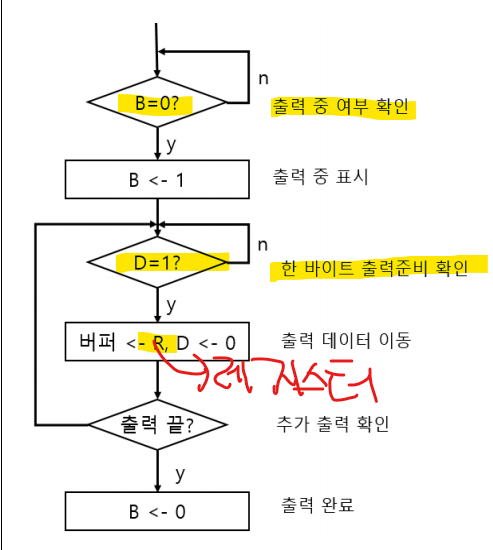 B=0?
n
출력 중 여부 확인
y
B <- 1
출력 중 표시
n
D=1?
한 바이트 출력준비 확인
y
버퍼 <- R, D <- 0
출력 데이터 이동
레지스터
출력 끝?
추가 출력 확인
y
B <- 0
출력 완료